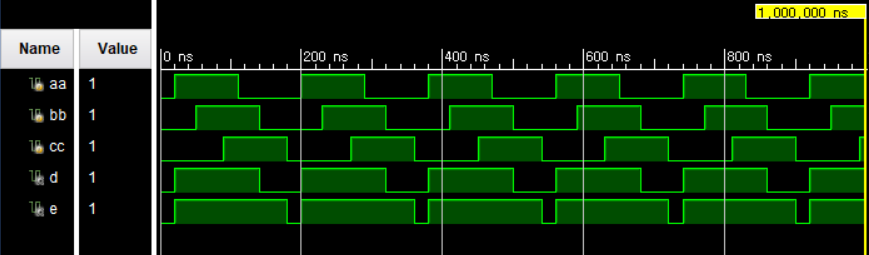 1,000,000 ns
Name Value
0 ns 200 ns 400 ns 600 ns 800 ns
aa 1
bb 1
cc 1
d 1
e 1